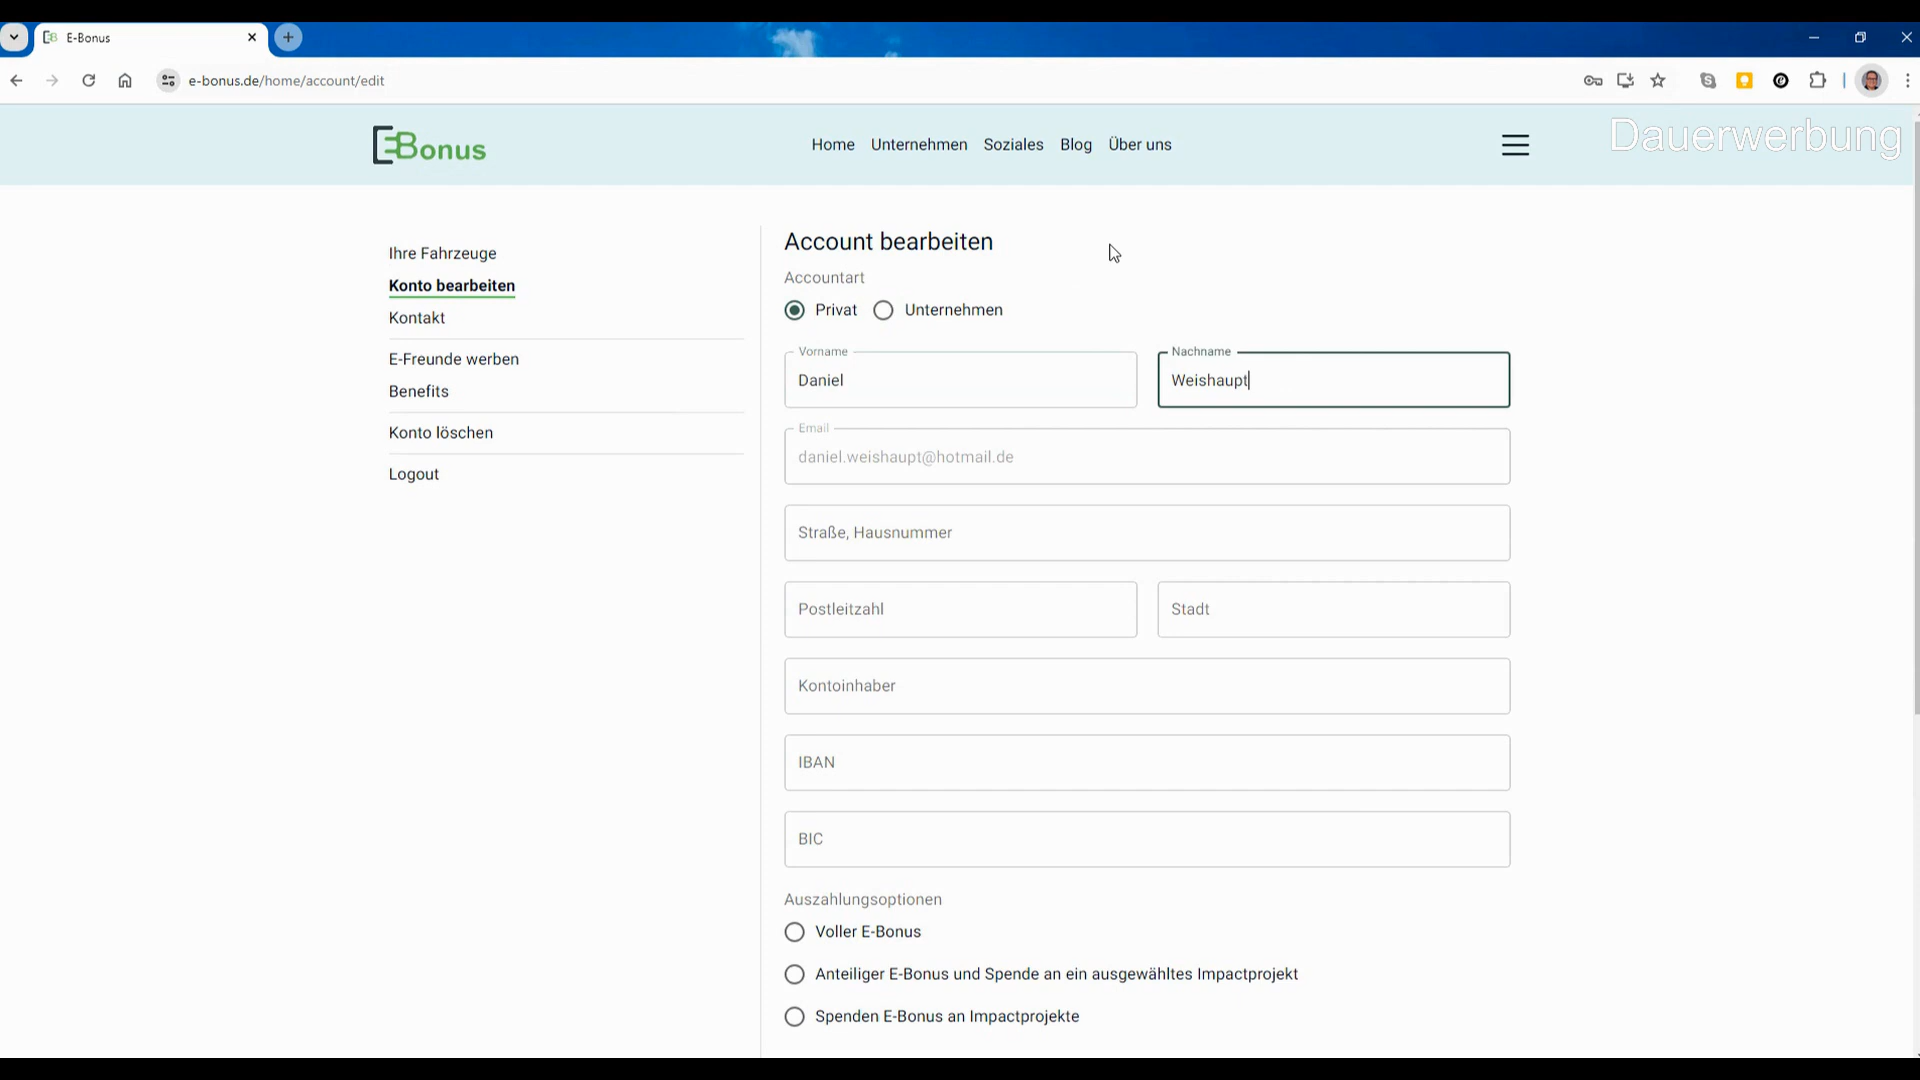 E-Bonus
e-bonus.de/home/account/edit
EBonus
Home Unternehmen Soziales Blog Über uns
Dauerwerbung
Ihre Fahrzeuge
Konto bearbeiten
Kontakt
E-Freunde werben
Benefits
Konto löschen
Logout
Account bearbeiten
Accountart
Privat Unternehmen
Vorname Nachname
Daniel Weishaupt
Email
daniel.weishaupt@hotmail.de
Straße, Hausnummer
Postleitzahl Stadt
Kontoinhaber
IBAN
BIC
Auszahlungsoptionen
Voller E-Bonus
Anteiliger E-Bonus und Spende an ein ausgewähltes Impactprojekt
Spenden E-Bonus an Impactprojekte